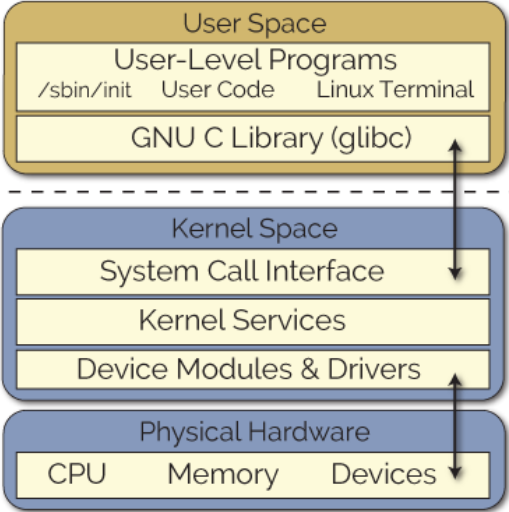 User Space
User-Level Programs
/sbin/init User Code Linux Terminal
GNU C Library (glibc)
Kernel Space
System Call Interface
Kernel Services
Device Modules & Drivers
Physical Hardware
CPU Memory Devices